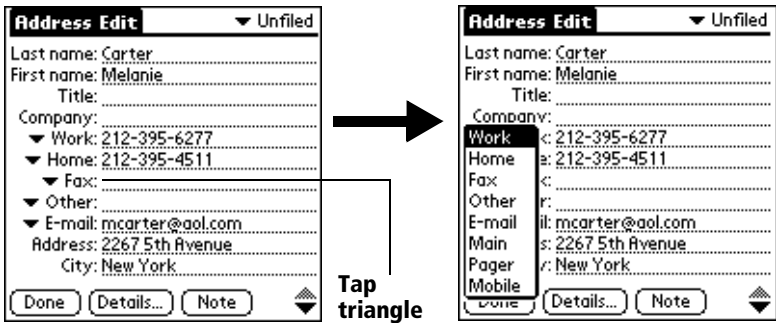 Address Edit ▼ Unfiled
Last name: Carter
First name: Melanie
Title:
Company:
▼ Work: 212-395-6277
▼ Home: 212-395-4511
▼ Fax:
▼ Other:
▼ E-mail: mcarter@aol.com
Address: 2267 5th Avenue
City: New York
Done Details... Note
Tap
triangle
Address Edit ▼ Unfiled
Last name: Carter
First name: Melanie
Title:
Company:
Work k: 212-395-6277
Home e: 212-395-4511
Fax x:
Other r:
E-mail il: mcarter@aol.com
Main s: 2267 5th Avenue
Pager y: New York
Mobile
Done Details... Note